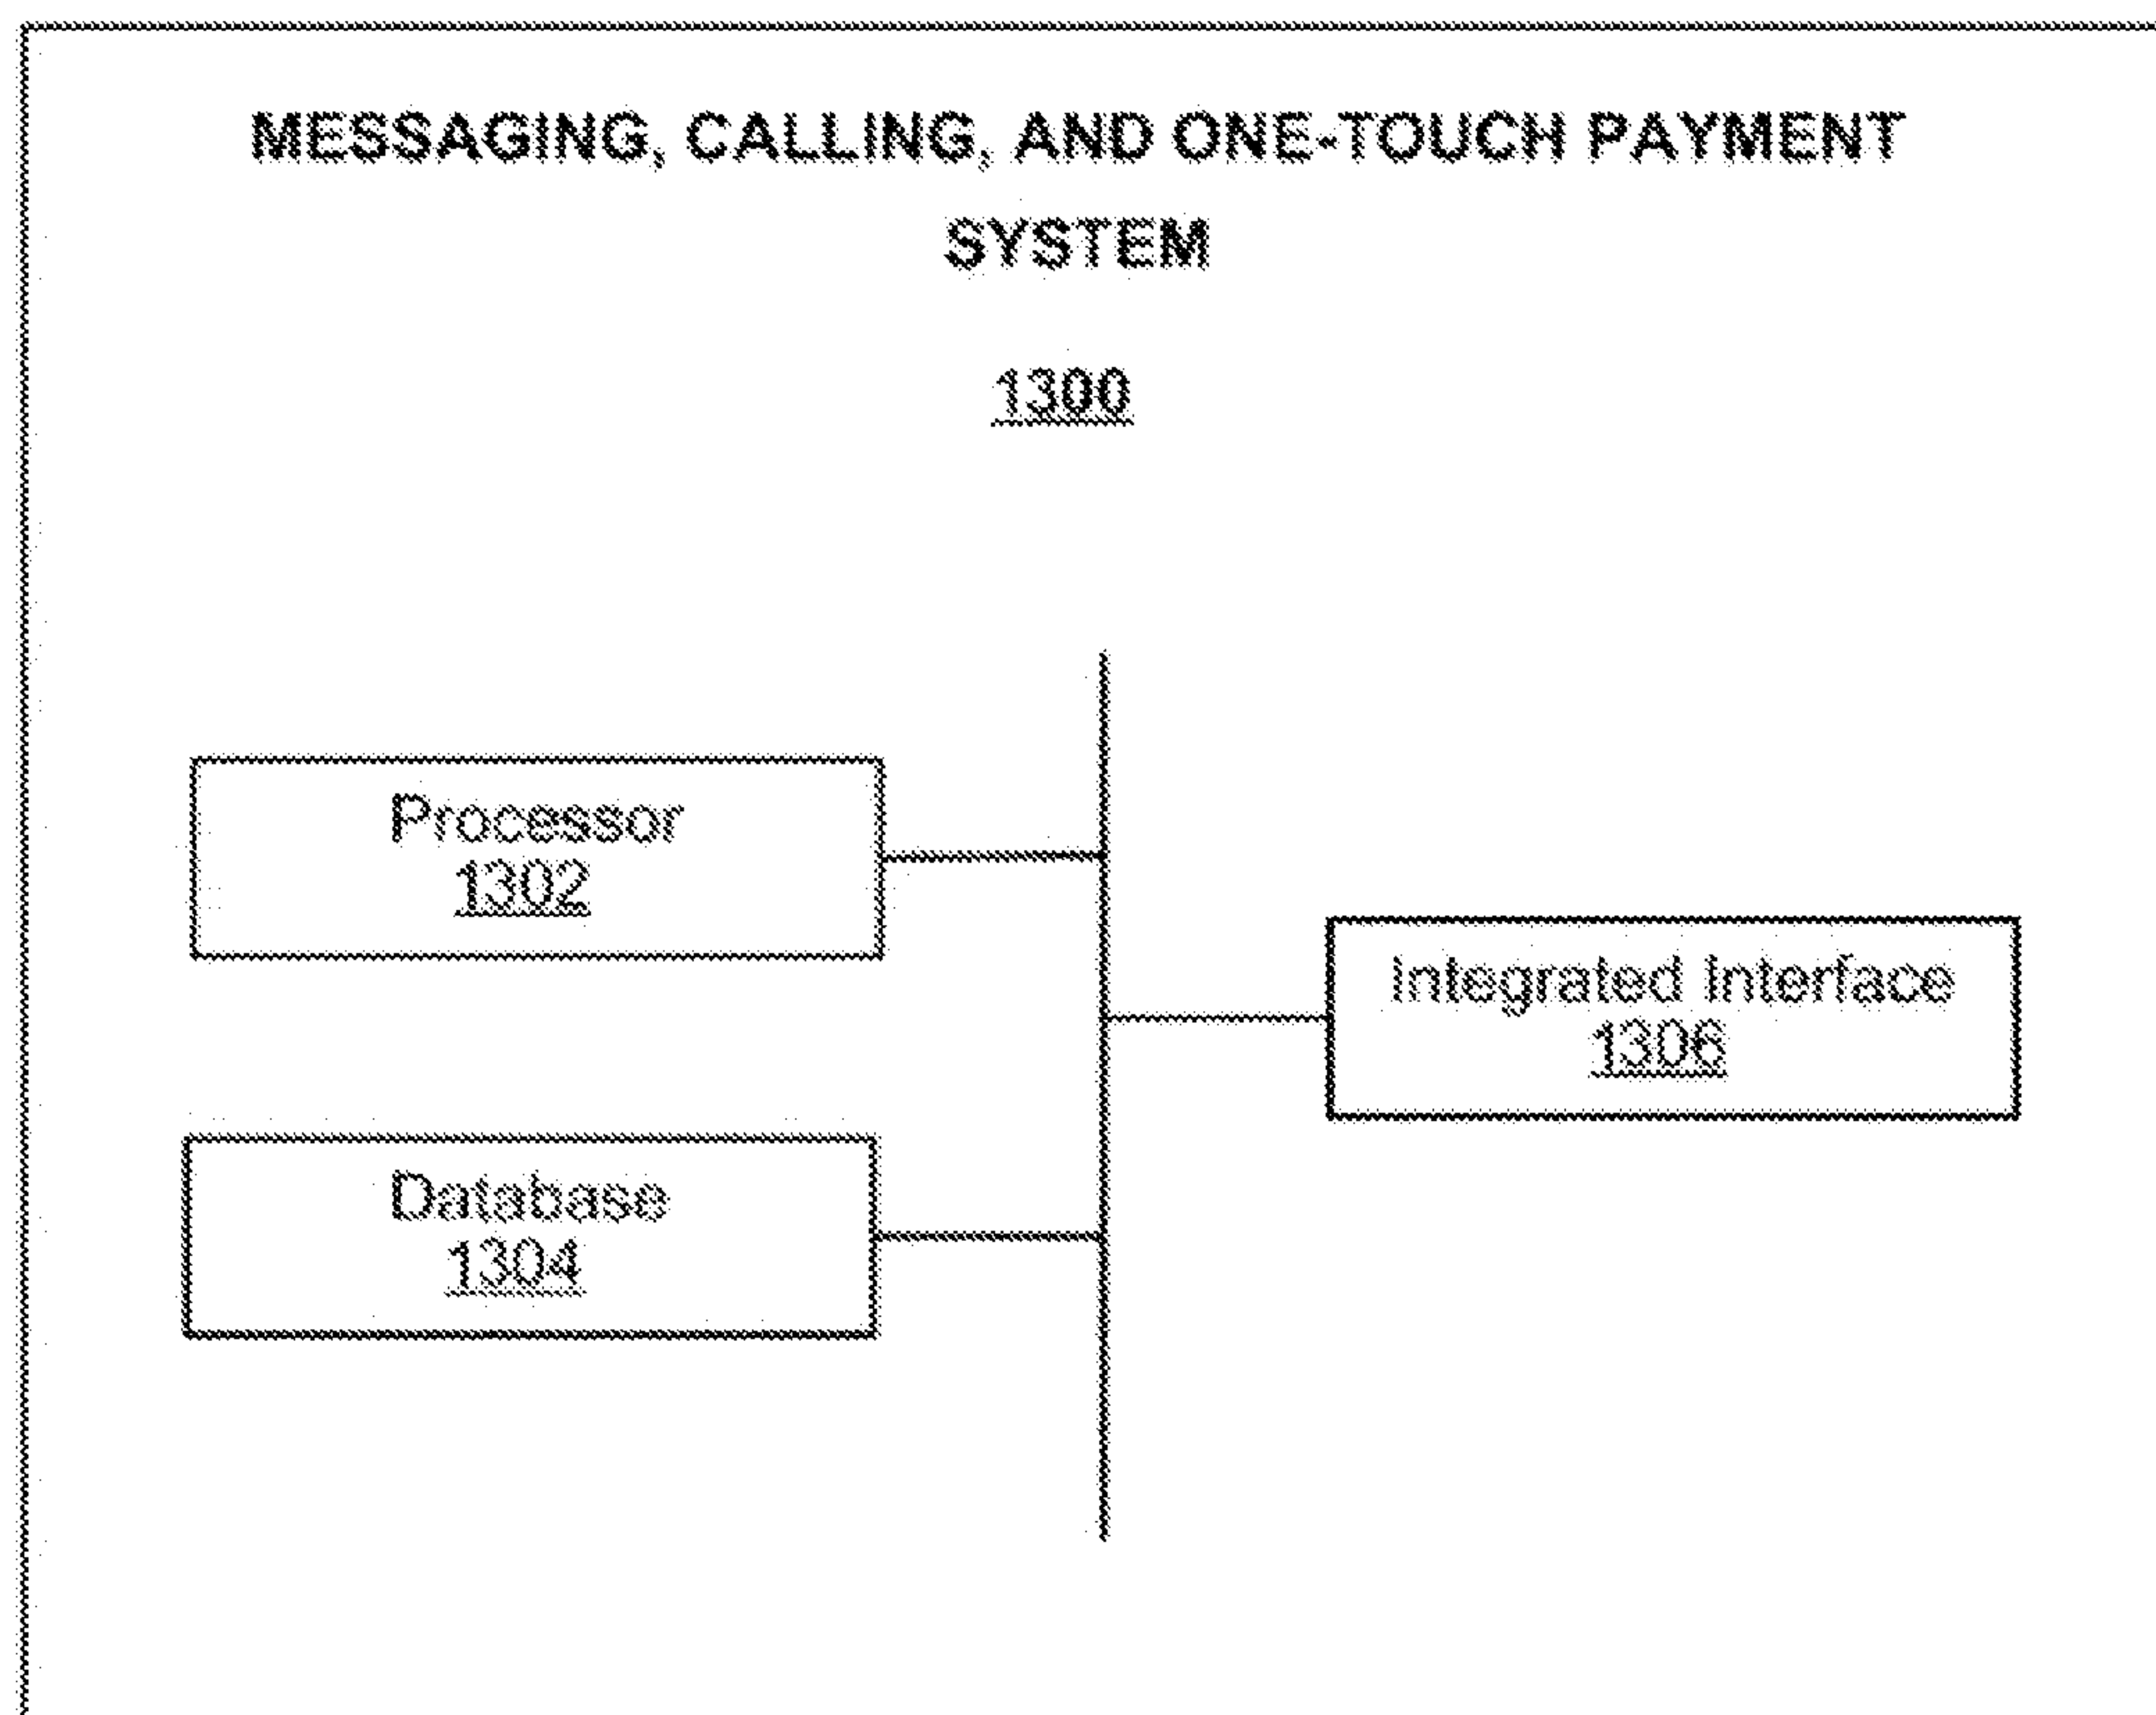 MESSAGING, CALLING, AND ONE-TOUCH PAYMENT
SYSTEM
1300
Processor
1302
Integrated Interface
1306
Database
1304